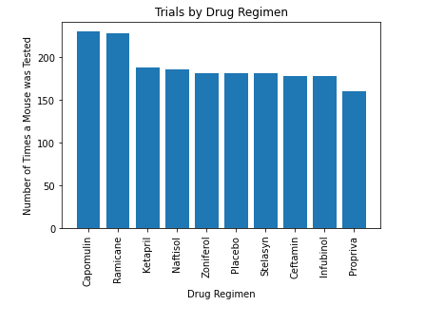 Trials by Drug Regimen
Number of Times a Mouse was Tested
200
150
100
50
0
Capomulin
Ramicane
Ketapril
Naftisol
Zoniferol
Placebo
Stelasyn
Ceftamin
Infubinol
Propriva
Drug Regimen